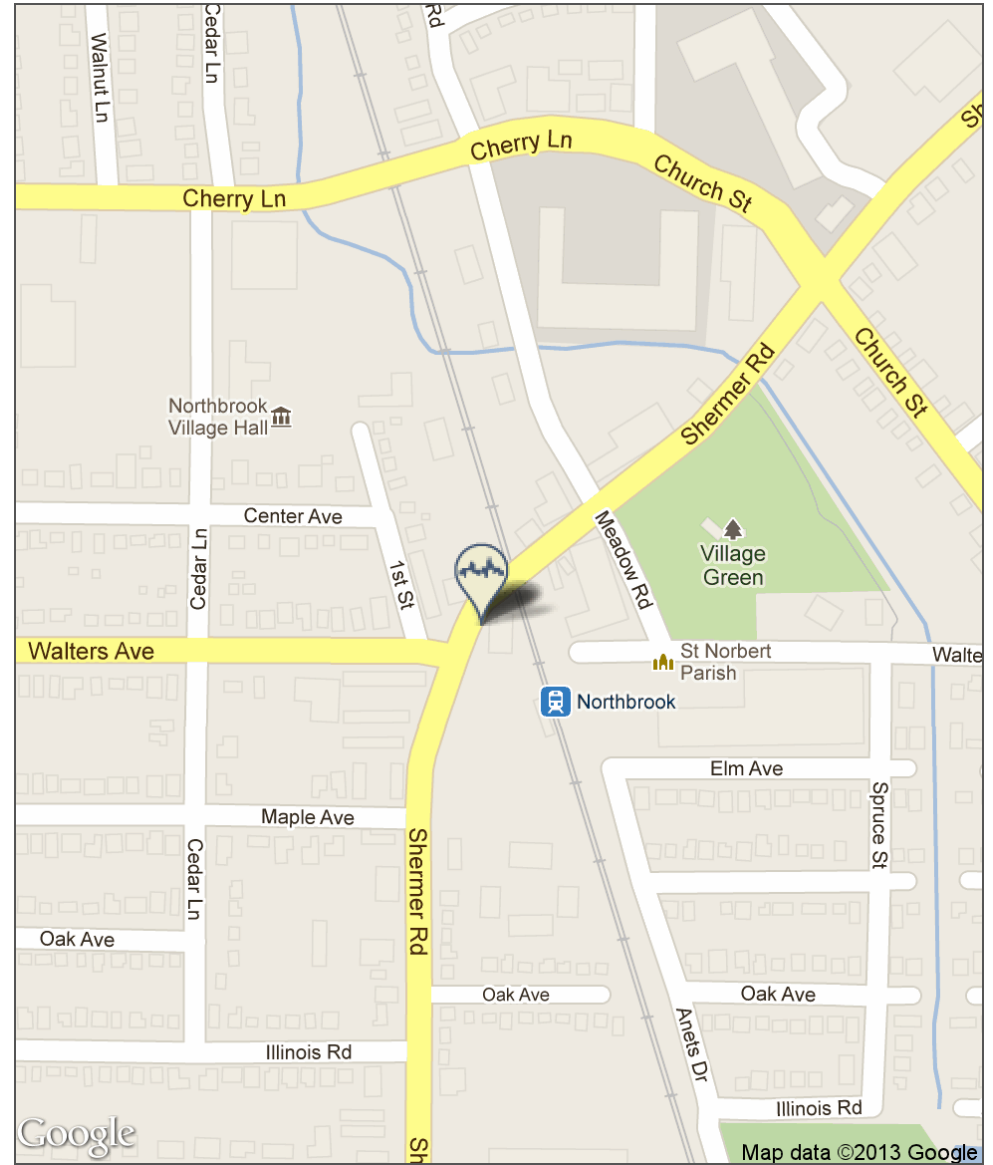 Rd
Walnut Ln
Cedar Ln
Sh
Cherry Ln
Church St
Cherry Ln
Shermer Rd
Church St
Northbrook
Village Hall
Center Ave
Meadow Rd
Village
Green
Cedar Ln
1st St
Walters Ave
St Norbert
Parish
Walte
Northbrook
Elm Ave
Maple Ave
Spruce St
Cedar Ln
Shermer Rd
Oak Ave
Oak Ave
Oak Ave
Anets Dr
Illinois Rd
Illinois Rd
Google
Sh
Map data ©2013 Google